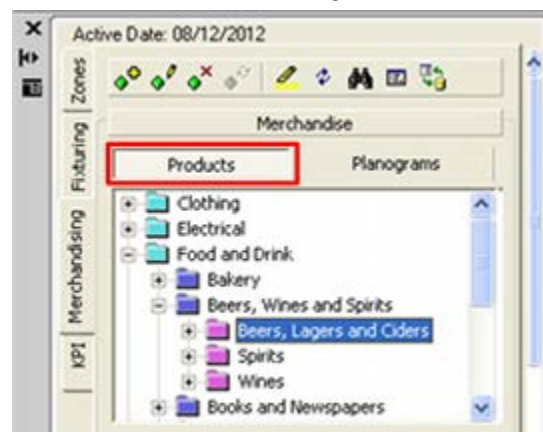 Active Date: 08/12/2012
Zones
Fixturing
Merchandising
KPI
Merchandise
Products Planograms
Clothing
Electrical
Food and Drink
Bakery
Beers, Wines and Spirits
Beers, Lagers and Ciders
Spirits
Wines
Books and Newspapers